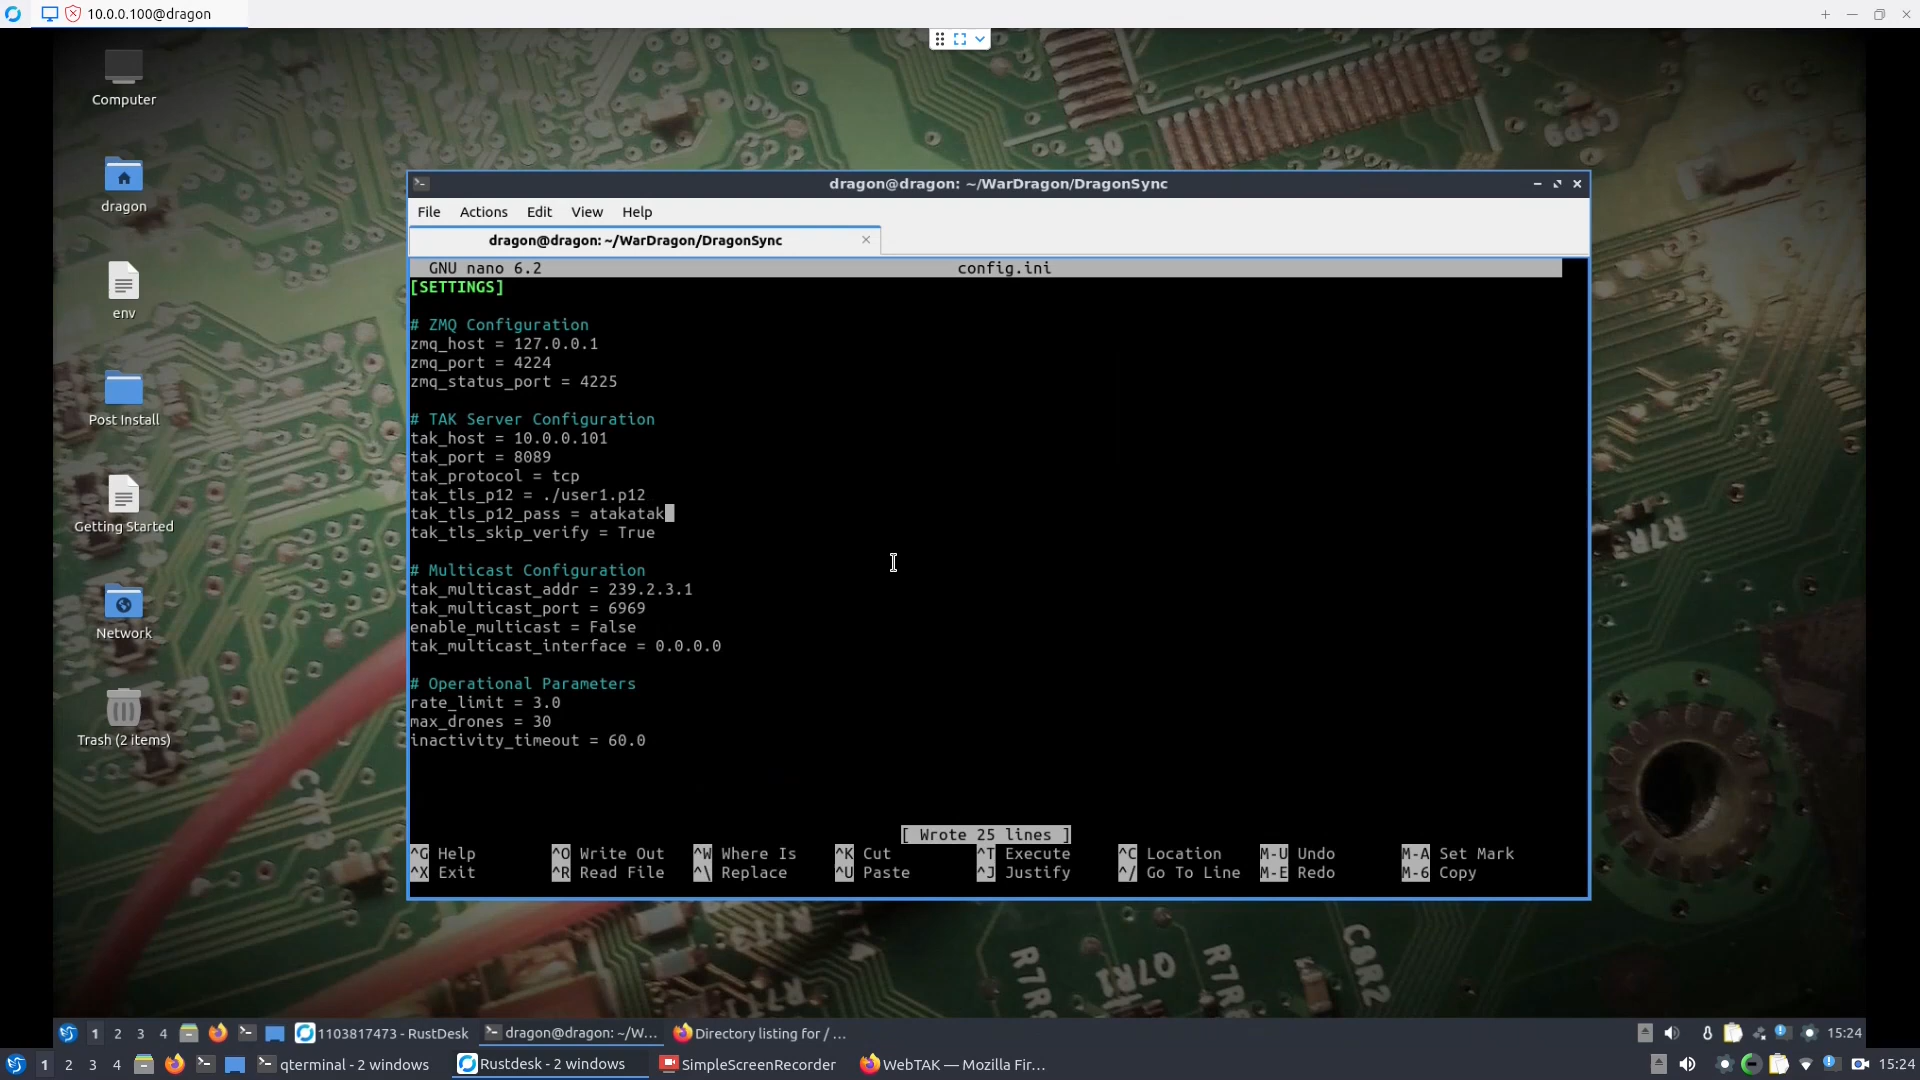 10.0.0.100@dragon
Computer
dragon
env
Post Install
Getting Started
Network
Trash (2 items)
dragon@dragon: ~/WarDragon/DragonSync
File Actions Edit View Help
dragon@dragon: ~/WarDragon/DragonSync
GNU nano 6.2 config.ini
[SETTINGS]
# ZMQ Configuration
zmq_host = 127.0.0.1
zmq_port = 4224
zmq_status_port = 4225
# TAK Server Configuration
tak_host = 10.0.0.101
tak_port = 8089
tak_protocol = tcp
tak_tls_p12 = ./user1.p12
tak_tls_p12_pass = atakatak
tak_tls_skip_verify = True
# Multicast Configuration
tak_multicast_addr = 239.2.3.1
tak_multicast_port = 6969
enable_multicast = False
tak_multicast_interface = 0.0.0.0
# Operational Parameters
rate_limit = 3.0
max_drones = 30
inactivity_timeout = 60.0
[ Wrote 25 lines ]
^G Help ^O Write Out ^W Where Is ^K Cut ^T Execute ^C Location M-U Undo M-A Set Mark
^X Exit ^R Read File ^\ Replace ^U Paste ^J Justify ^/ Go To Line M-E Redo M-6 Copy
30
R7R
C8R2
1 2 3 4 1103817473 - RustDesk dragon@dragon: ~/W... Directory listing for / ... 15:24
1 2 3 4 qterminal - 2 windows Rustdesk - 2 windows SimpleScreenRecorder WebTAK — Mozilla Fir... 15:24